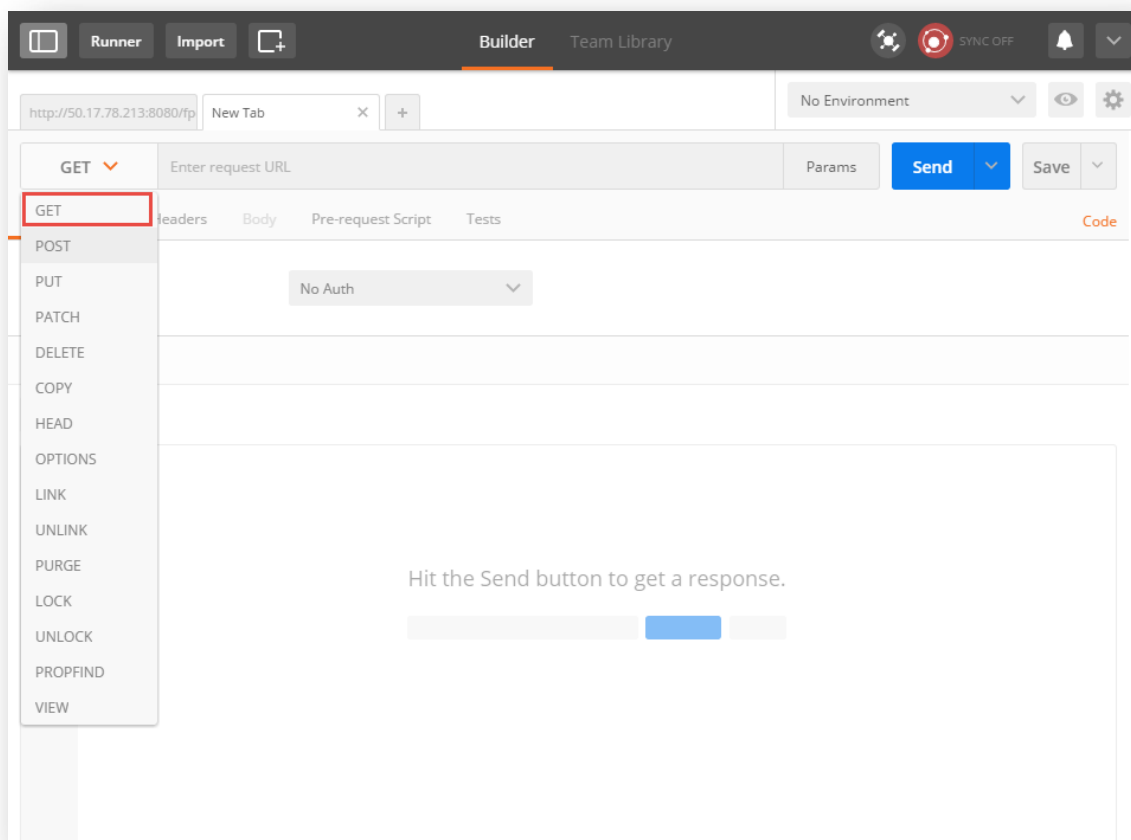 Runner Import Builder Team Library SYNC OFF
http://50.17.78.213:8080/fp New Tab No Environment
GET Enter request URL Params Send Save
GET
Headers Body Pre-request Script Tests Code
POST
PUT
No Auth
PATCH
DELETE
COPY
HEAD
OPTIONS
LINK
UNLINK
PURGE
Hit the Send button to get a response.
LOCK
UNLOCK
PROPFIND
VIEW